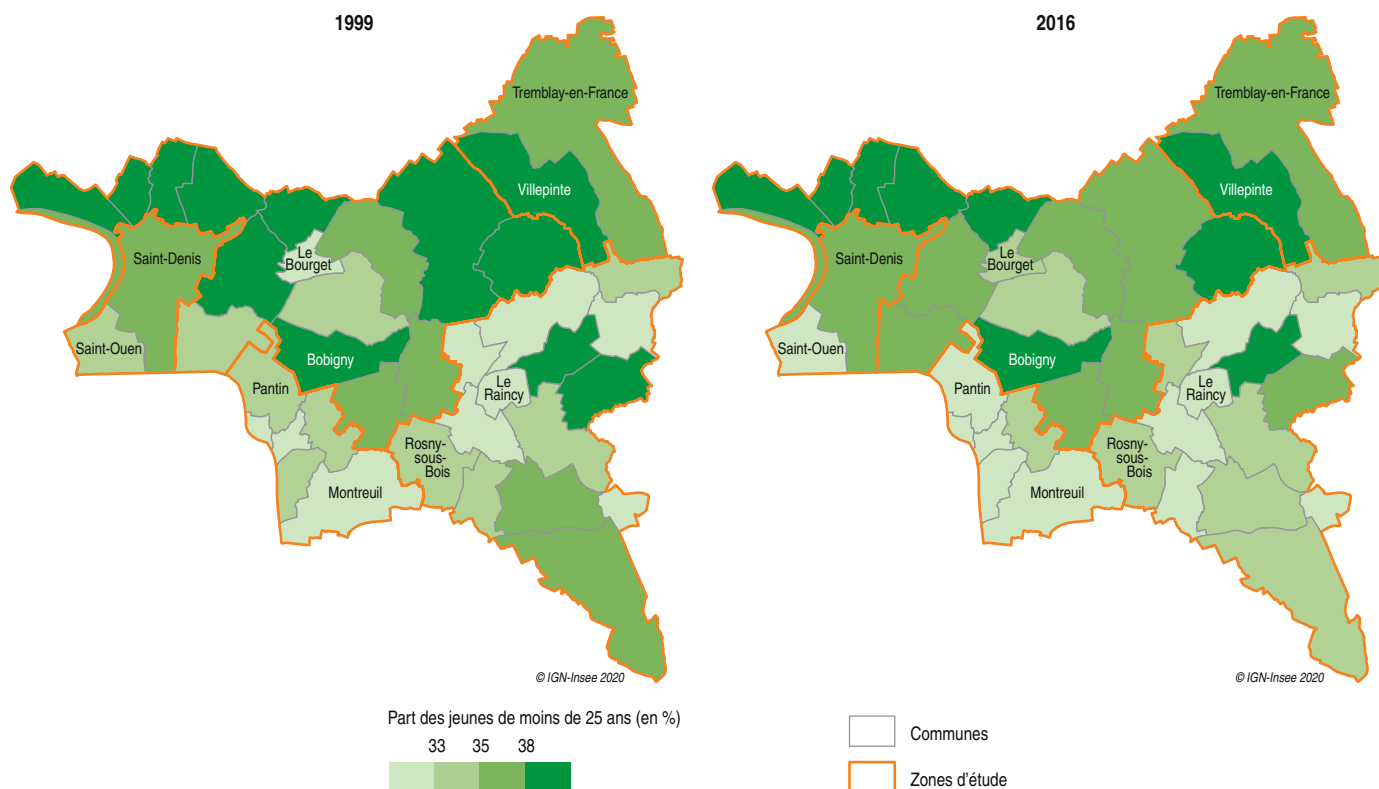 1999
Tremblay-en-France
Villepinte
Saint-Denis
Le
Bourget
Saint-Ouen
Bobigny
Pantin
Le
Raincy
Rosny-
sous-
Bois
Montreuil
© IGN-Insee 2020
2016
Tremblay-en-France
Villepinte
Saint-Denis
Le
Bourget
Saint-Ouen
Bobigny
Pantin
Le
Raincy
Rosny-
sous-
Bois
Montreuil
© IGN-Insee 2020
Part des jeunes de moins de 25 ans (en %)
33 35 38
Communes
Zones d'étude